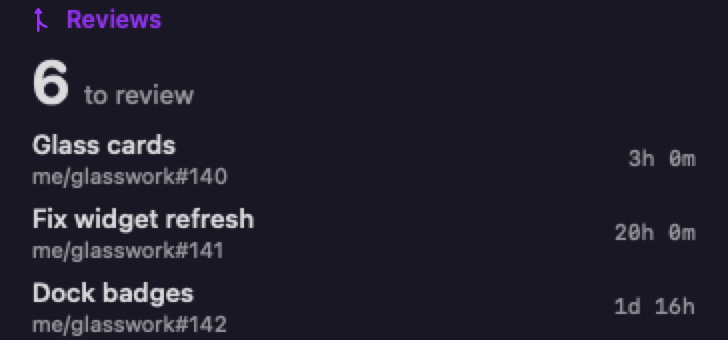 Reviews
6 to review
Glass cards
3h 0m
me/glasswork#140
Fix widget refresh
20h 0m
me/glasswork#141
Dock badges
1d 16h
me/glasswork#142